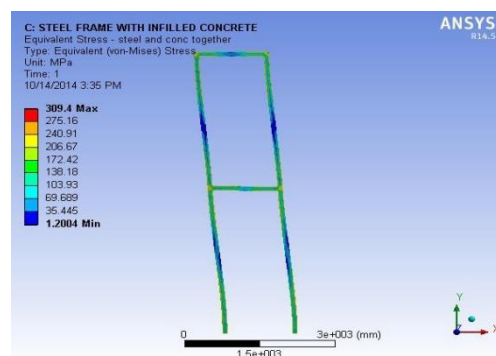 C: STEEL FRAME WITH INFILLED CONCRETE
Equivalent Stress - steel and conc together
Type: Equivalent (von-Mises) Stress
Unit: MPa
Time: 1
10/14/2014 3:35 PM
309.4 Max
275.16
240.91
206.67
172.42
138.18
103.93
69.689
35.445
1.2004 Min
ANSYS
R14.5
0
3e+003 (mm)
1.5e+003
Y
Z
X